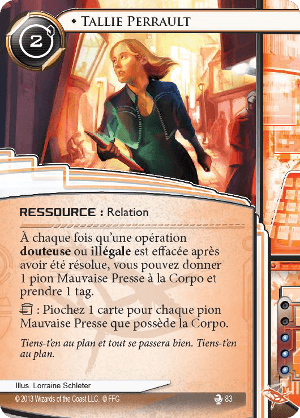 • Tallie Perrault
2
RESSOURCE : Relation
À chaque fois qu'une opération
douteuse ou illégale est effacée après
avoir été résolue, vous pouvez donner
1 pion Mauvaise Presse à la Corpo et
prendre 1 tag.
: Piochez 1 carte pour chaque pion
Mauvaise Presse que possède la Corpo.
Tiens-t'en au plan et tout se passera bien. Tiens-t'en
au plan.
Illus. Lorraine Schleter
© 2013 Wizards of the Coast LLC. © FFG
83